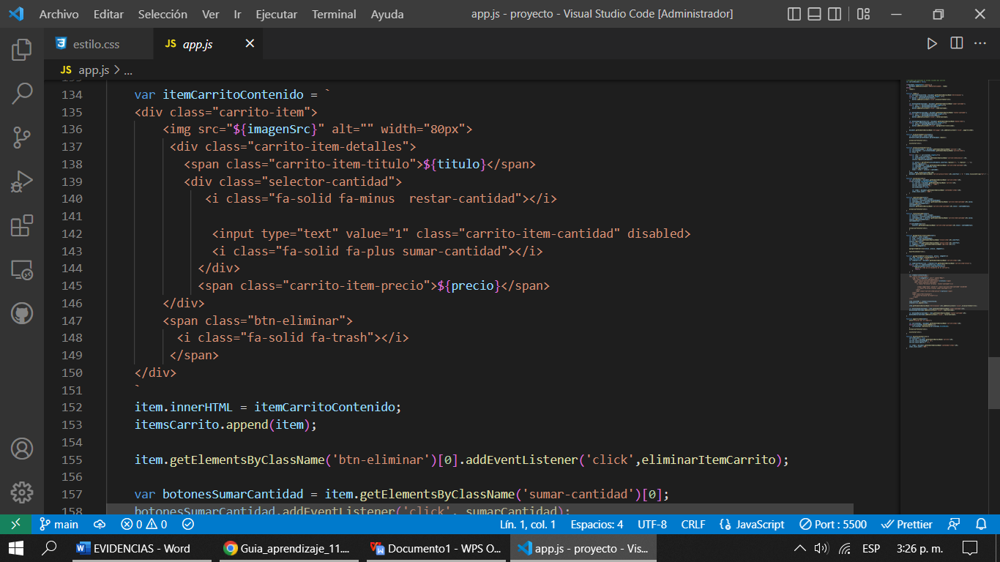 Archivo Editar Selección Ver Ir Ejecutar Terminal Ayuda app.js - proyecto - Visual Studio Code [Administrador]
estilo.css JS app.js
JS app.js > ...
134 var itemCarritoContenido = `
135 <div class="carrito-item">
136 <img src="${imagenSrc}" alt="" width="80px">
137 <div class="carrito-item-detalles">
138 <span class="carrito-item-titulo">${titulo}</span>
139 <div class="selector-cantidad">
140 <i class="fa-solid fa-minus  restar-cantidad"></i>
141
142 <input type="text" value="1" class="carrito-item-cantidad" disabled>
143 <i class="fa-solid fa-plus sumar-cantidad"></i>
144 </div>
145 <span class="carrito-item-precio">${precio}</span>
146 </div>
147 <span class="btn-eliminar">
148 <i class="fa-solid fa-trash"></i>
149 </span>
150 </div>
151 `
152 item.innerHTML = itemCarritoContenido;
153 itemsCarrito.append(item);
154
155 item.getElementsByClassName('btn-eliminar')[0].addEventListener('click',eliminarItemCarrito);
156
157 var botonesSumarCantidad = item.getElementsByClassName('sumar-cantidad')[0];
158 botonesSumarCantidad.addEventListener('click', sumarCantidad);
main 0 0 Lín. 1, col. 1 Espacios: 4 UTF-8 CRLF JavaScript Port : 5500 Prettier
EVIDENCIAS - Word Guia_aprendizaje_11.... Documento1 - WPS O... app.js - proyecto - Vis... ESP 3:26 p. m.